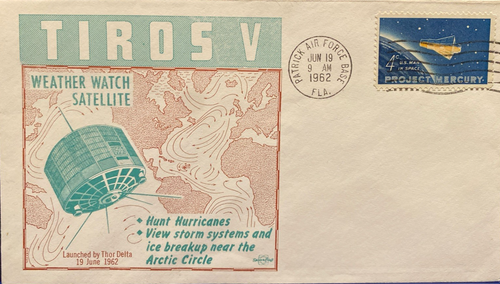 TIROS V
WEATHER WATCH
SATELLITE
Hunt Hurricanes
View storm systems and
ice breakup near the
Arctic Circle
Launched by Thor Delta
19 June 1962
PATRICK AIR FORCE BASE
JUN 19
9 AM
1962
FLA.
4¢ U.S. MAN
IN SPACE
PROJECT MERCURY